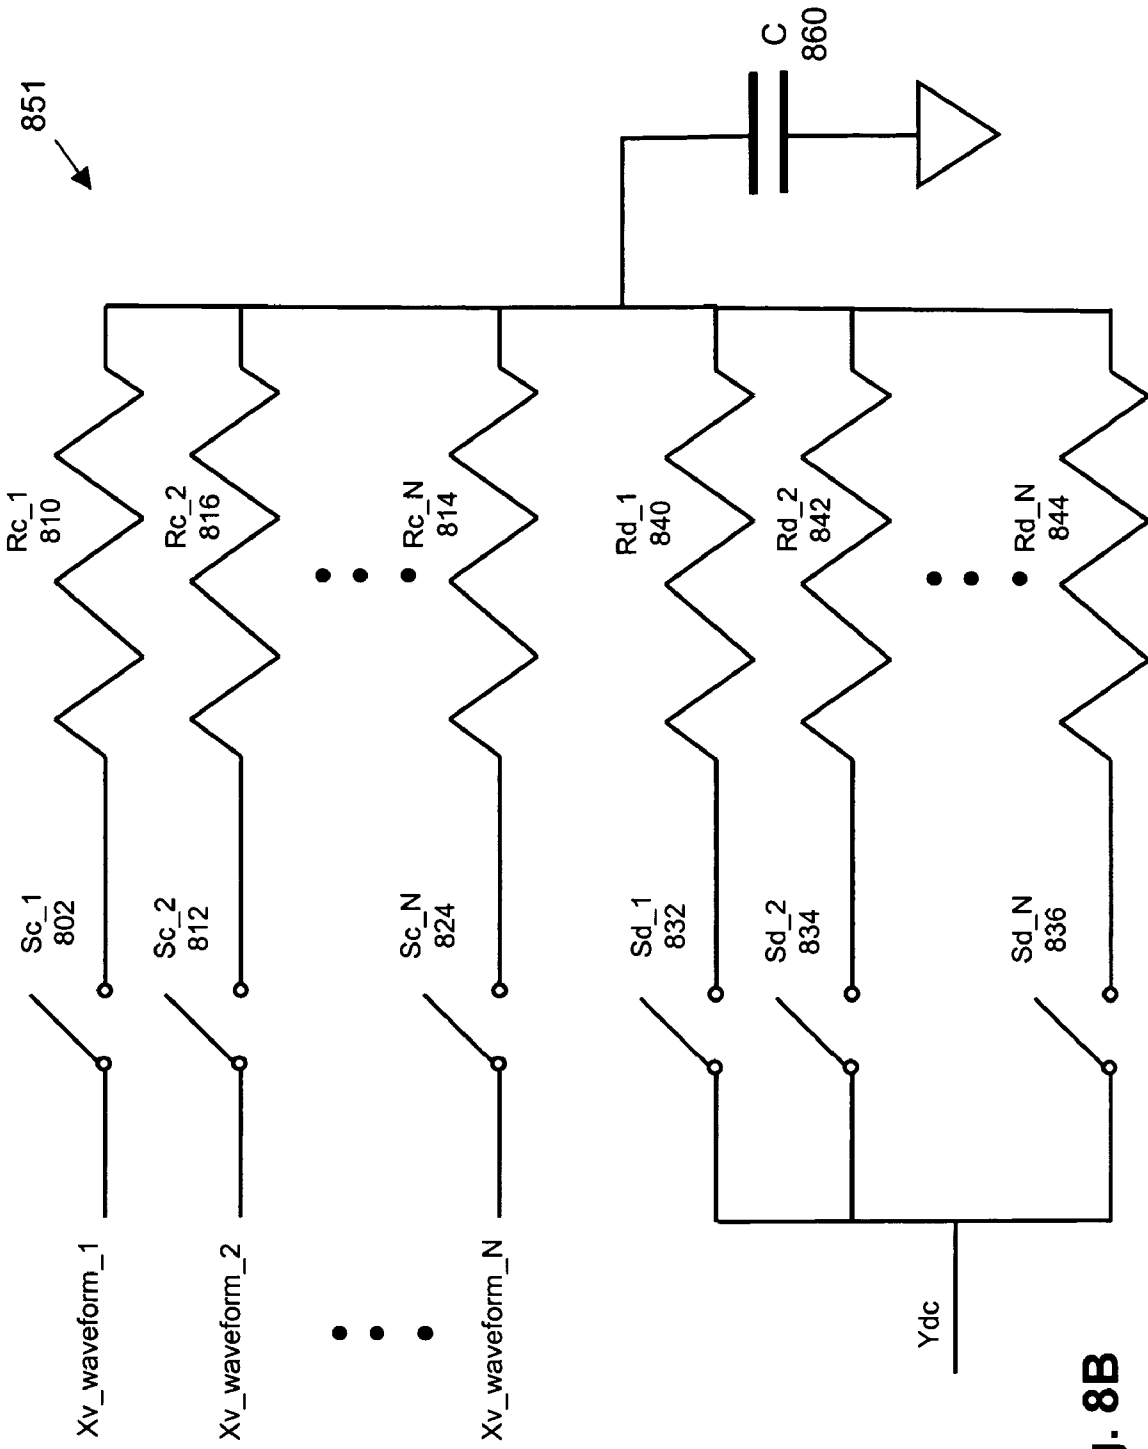 851
Rc_1
810
Rc_2
816
Rc_N
814
Rd_1
840
Rd_2
842
Rd_N
844
C
860
Sc_1
802
Sc_2
812
Sc_N
824
Sd_1
832
Sd_2
834
Sd_N
836
Xv_waveform_1
Xv_waveform_2
Xv_waveform_N
Ydc
. 8B